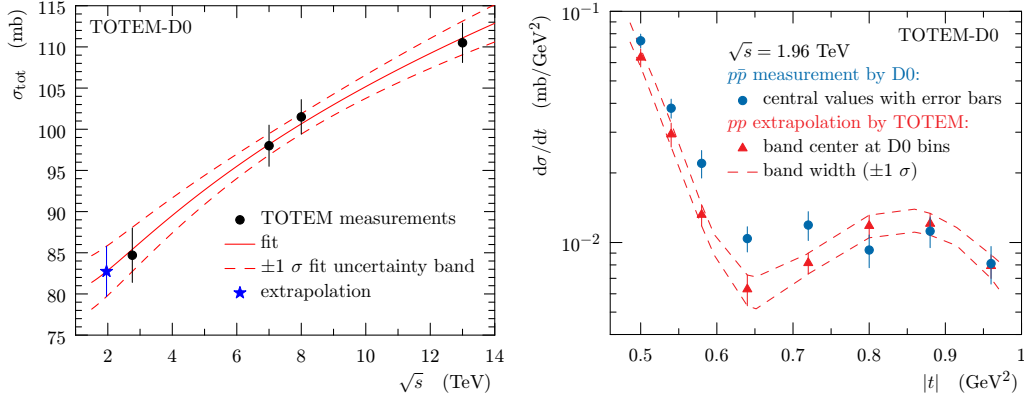 TOTEM-D0
σtot (mb)
115
110
105
100
95
90
85
80
75
TOTEM measurements
fit
±1 σ fit uncertainty band
extrapolation
2 4 6 8 10 12 14
√s (TeV)
TOTEM-D0
dσ/dt (mb/GeV²)
10⁻¹
10⁻²
√s = 1.96 TeV
pp̄ measurement by D0:
central values with error bars
pp extrapolation by TOTEM:
band center at D0 bins
band width (±1 σ)
0.5 0.6 0.7 0.8 0.9 1
|t| (GeV²)